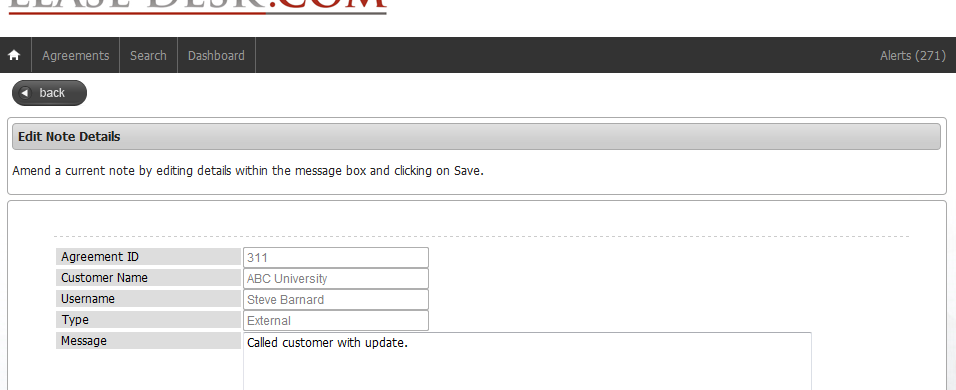 LEASE DESK.COM
Agreements Search Dashboard Alerts (271)
back
Edit Note Details
Amend a current note by editing details within the message box and clicking on Save.
Agreement ID 311
Customer Name ABC University
Username Steve Barnard
Type External
Message Called customer with update.